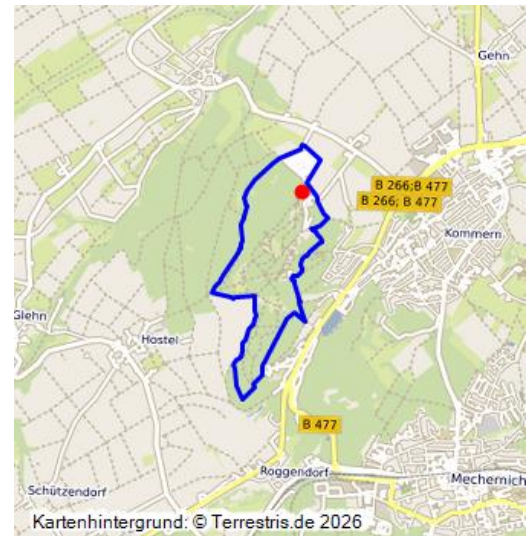 Gehn
B 266;B 477
B 266; B 477
Kommern
Glehn
Hostel
B 477
Roggendorf
Mechernich
Schützendorf
Kartenhintergrund: © Terrestris.de 2026